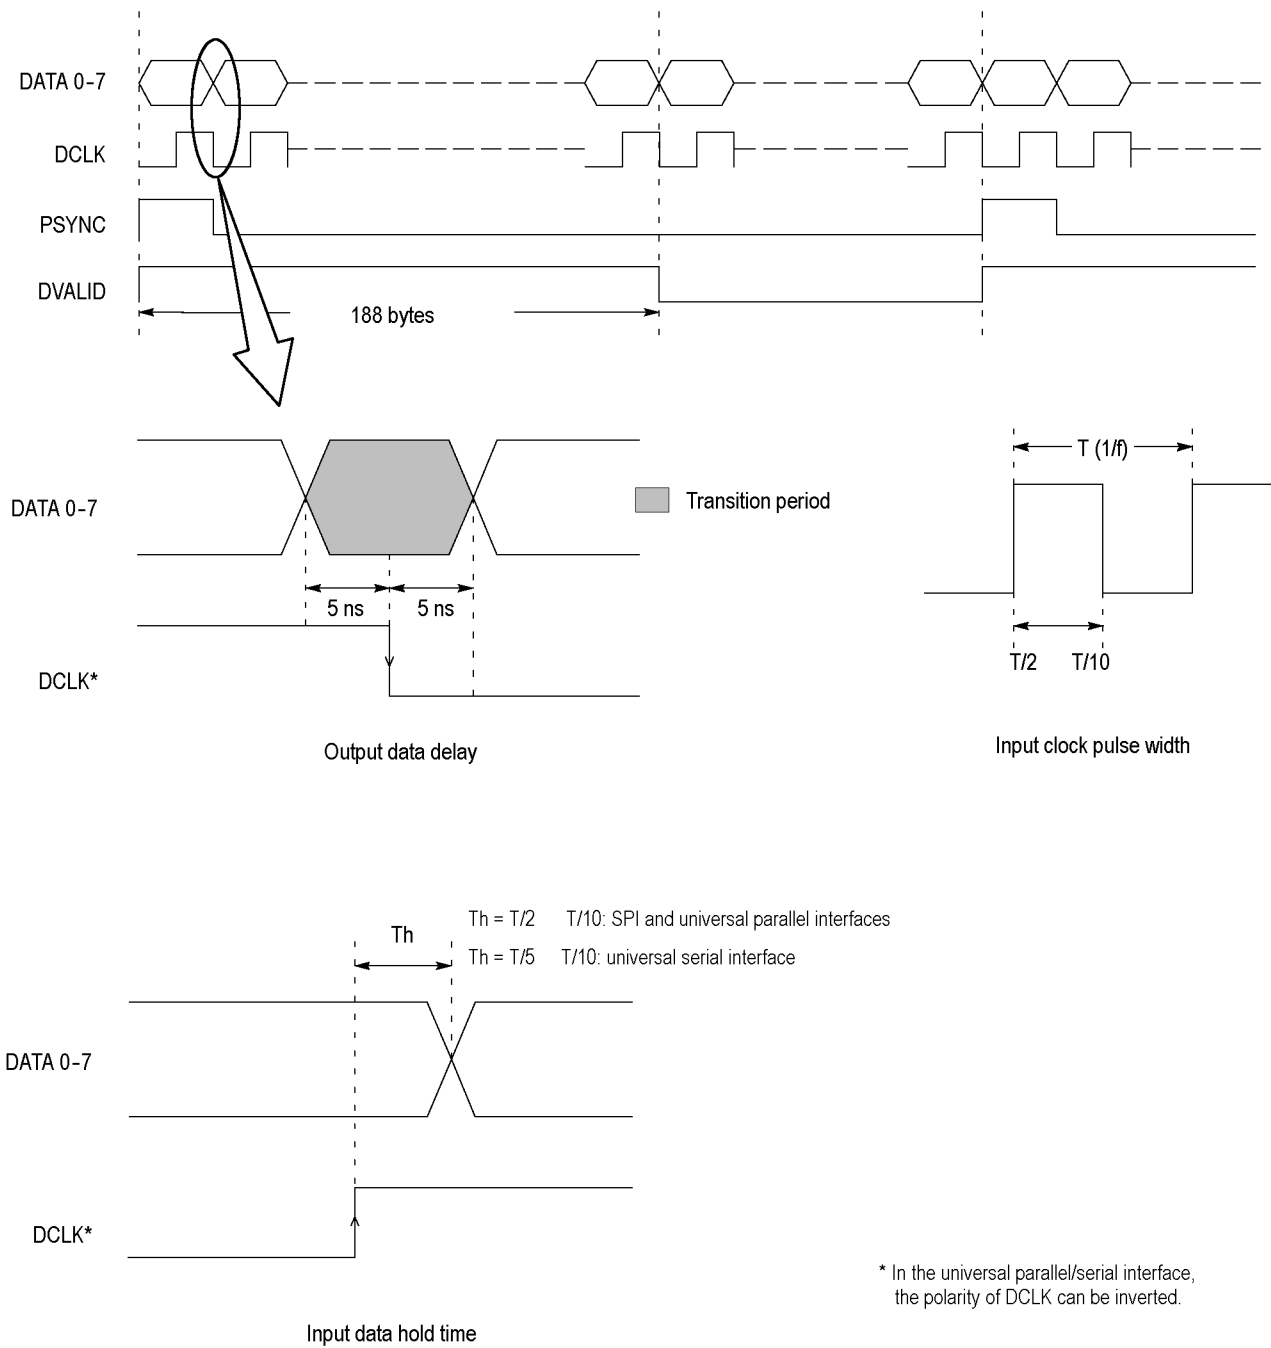 DATA 0-7
DCLK
PSYNC
DVALID
188 bytes
T (1/f)
DATA 0-7
Transition period
5 ns
5 ns
T/2 T/10
DCLK*
Output data delay
Input clock pulse width
Th = T/2 T/10: SPI and universal parallel interfaces
Th
Th = T/5 T/10: universal serial interface
DATA 0-7
DCLK*
* In the universal parallel/serial interface,
the polarity of DCLK can be inverted.
Input data hold time